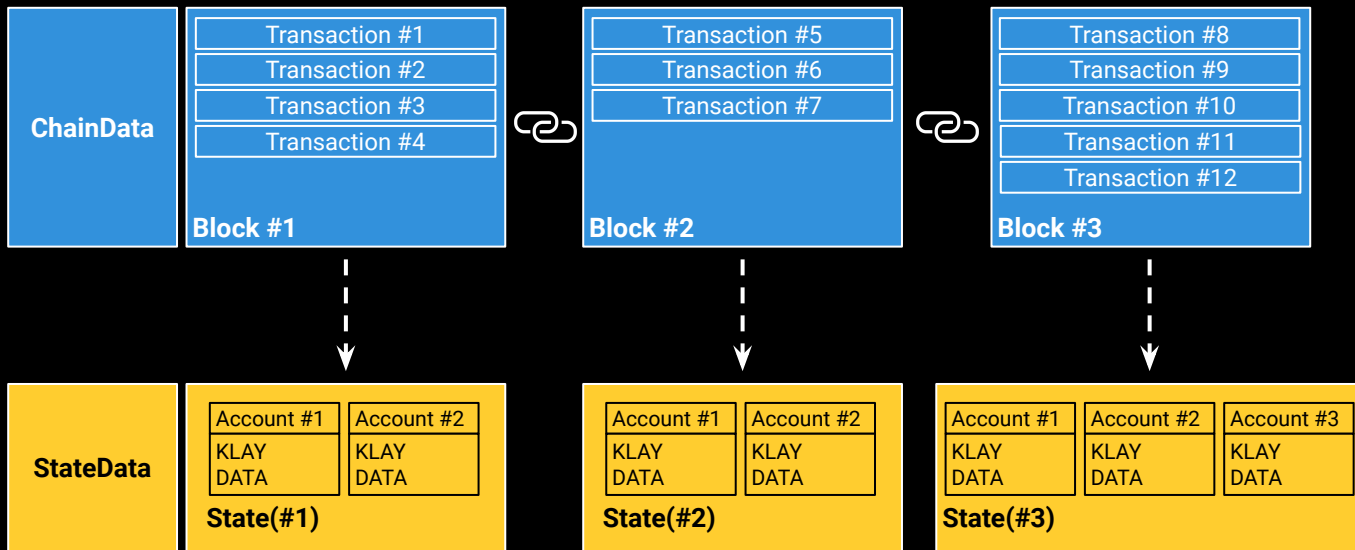 ChainData
Transaction #1
Transaction #2
Transaction #3
Transaction #4
Block #1
Transaction #5
Transaction #6
Transaction #7
Block #2
Transaction #8
Transaction #9
Transaction #10
Transaction #11
Transaction #12
Block #3
StateData
Account #1
KLAY
DATA
Account #2
KLAY
DATA
State(#1)
Account #1
KLAY
DATA
Account #2
KLAY
DATA
State(#2)
Account #1
KLAY
DATA
Account #2
KLAY
DATA
Account #3
KLAY
DATA
State(#3)